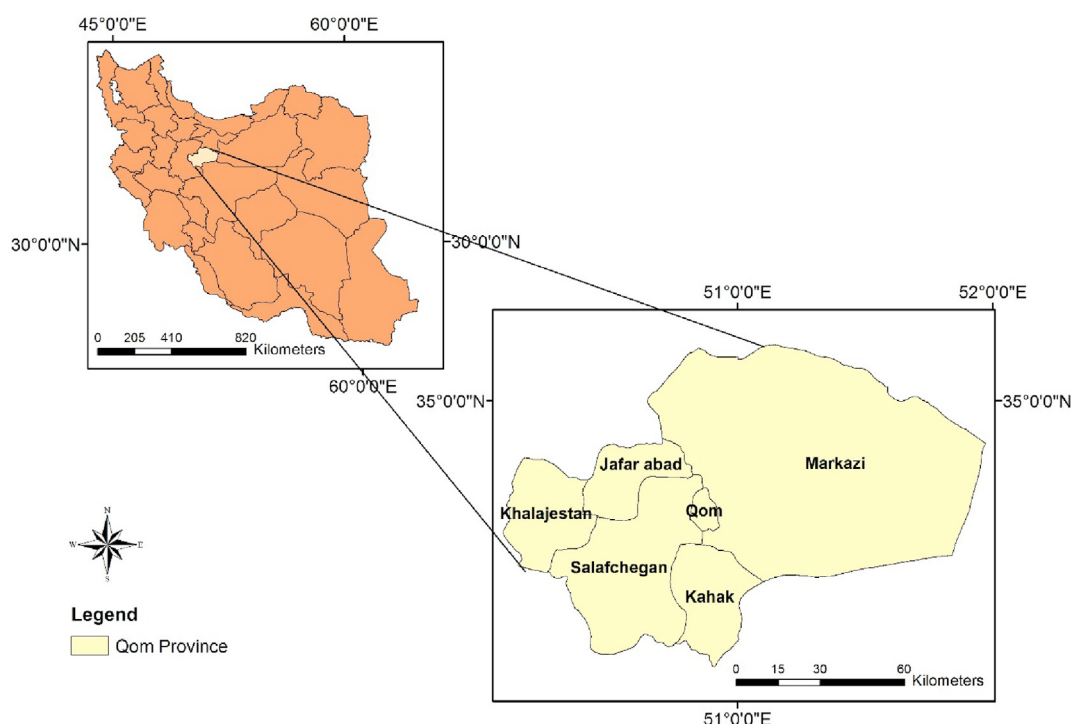 45°0'0"E
60°0'0"E
30°0'0"N
30°0'0"N
0 205 410 820
Kilometers
60°0'0"E
51°0'0"E
52°0'0"E
35°0'0"N
35°0'0"N
Jafar abad
Markazi
Khalajestan
Qom
Salafchegan
Kahak
N
W
E
S
Legend
Qom Province
0 15 30 60
Kilometers
51°0'0"E